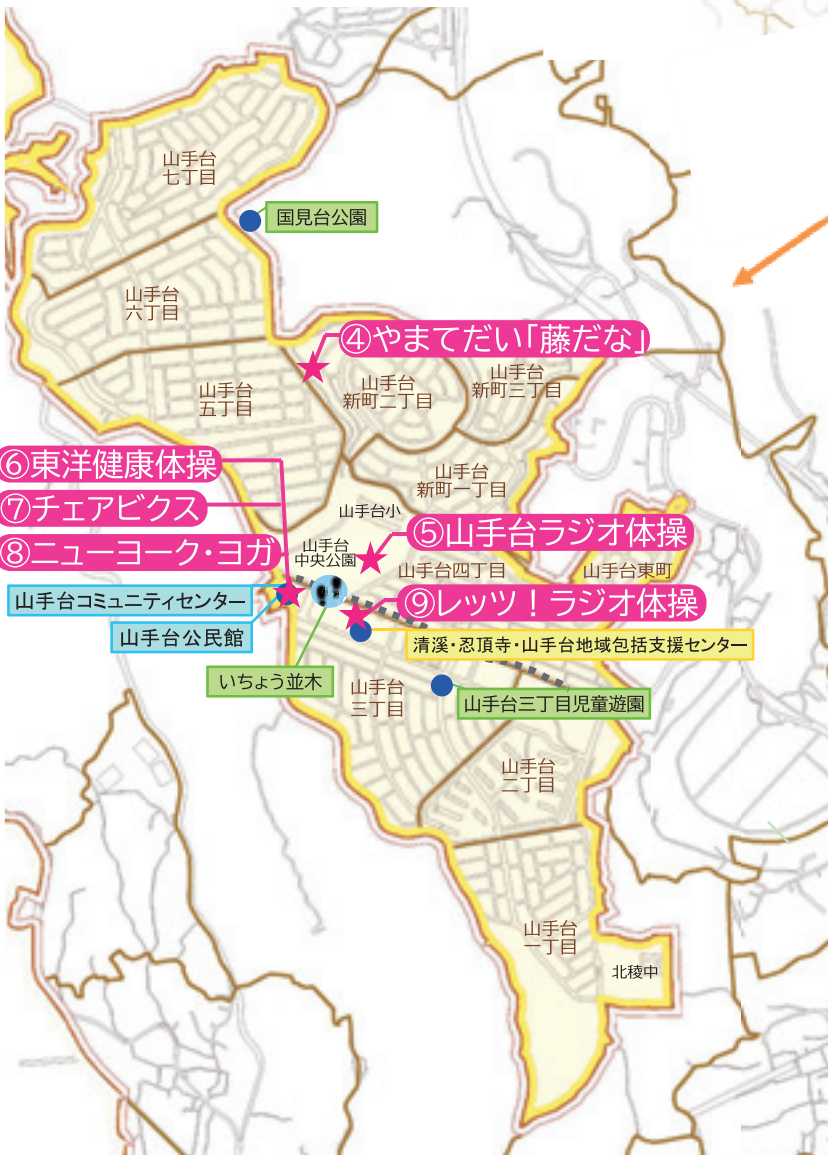 山手台
七丁目
国見台公園
山手台
六丁目
④やまてだい「藤だな」
山手台
五丁目
山手台
新町二丁目
山手台
新町三丁目
⑥東洋健康体操
山手台
新町一丁目
⑦チェアビクス
山手台小
⑤山手台ラジオ体操
⑧ニューヨーク・ヨガ
山手台
中央公園
山手台四丁目
山手台東町
山手台コミュニティセンター
⑨レッツ！ラジオ体操
山手台公民館
清溪・忍頂寺・山手台地域包括支援センター
いちょう並木
山手台
三丁目
山手台三丁目児童遊園
山手台
二丁目
山手台
一丁目
北稜中